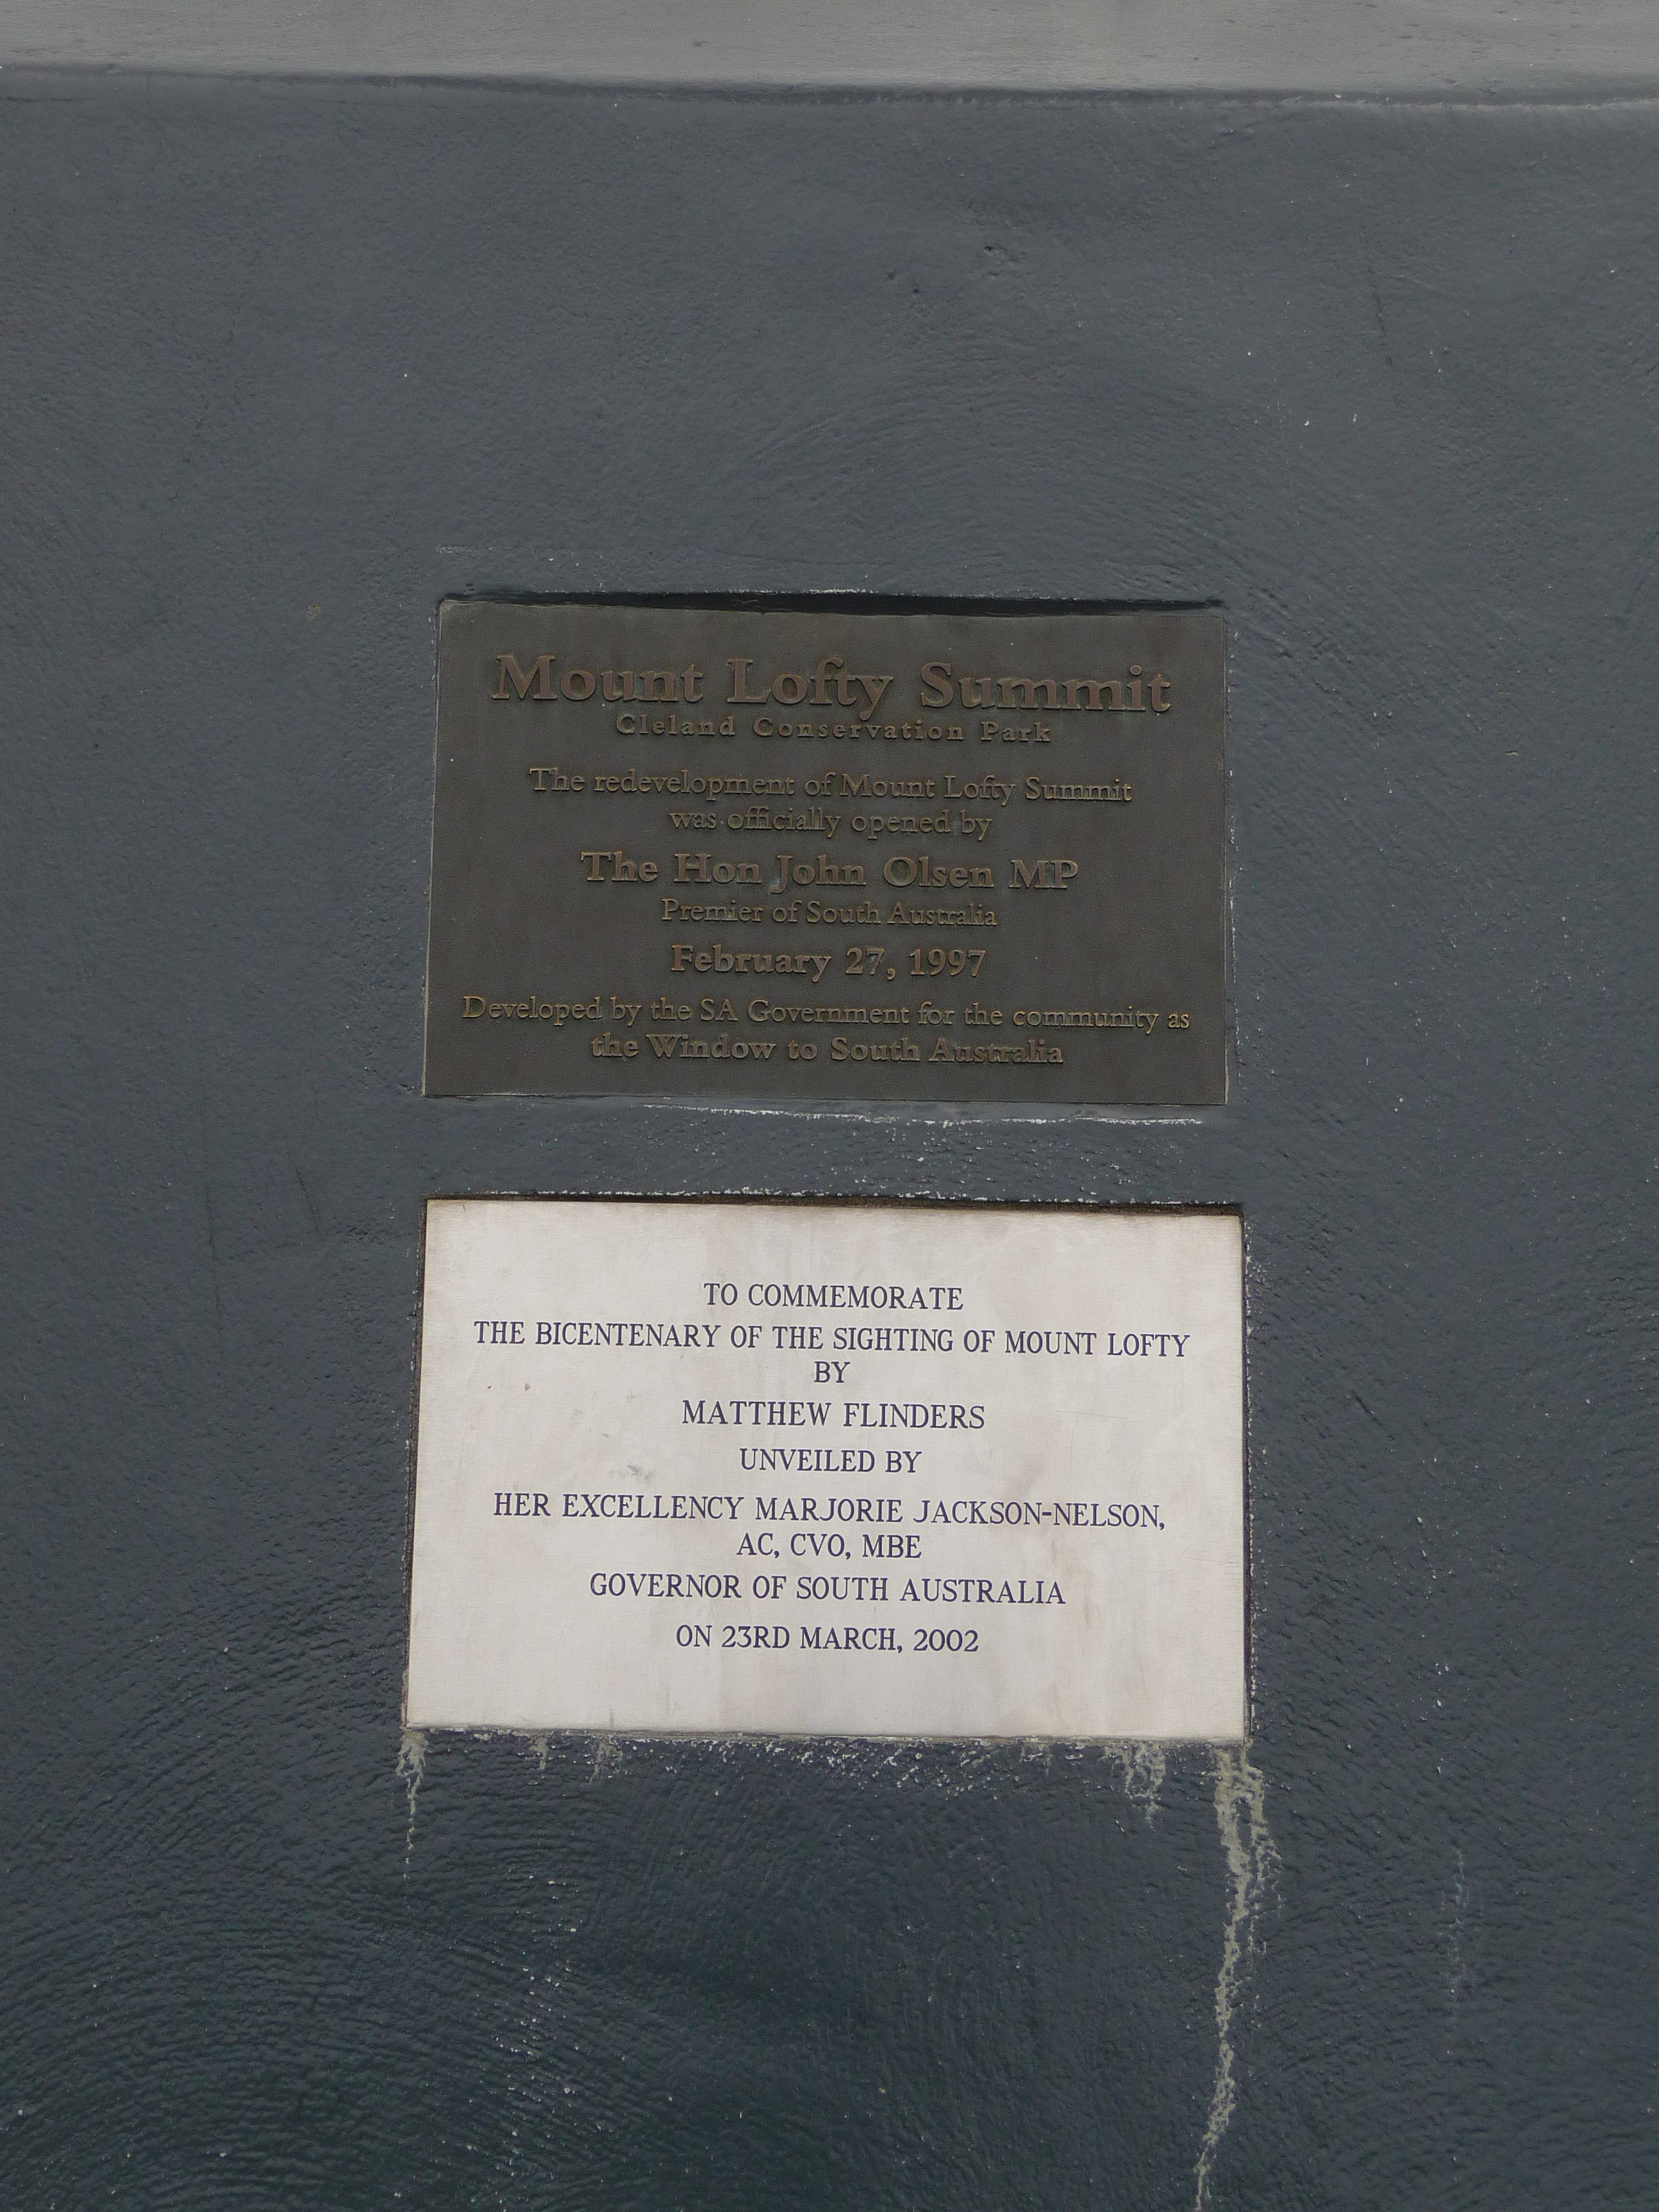 Mount Lofty Summit
Cleland Conservation Park
The redevelopment of Mount Lofty Summit
was officially opened by
The Hon John Olsen MP
Premier of South Australia
February 27, 1997
Developed by the SA Government for the community as
the Window to South Australia
TO COMMEMORATE
THE BICENTENARY OF THE SIGHTING OF MOUNT LOFTY
BY
MATTHEW FLINDERS
UNVEILED BY
HER EXCELLENCY MARJORIE JACKSON-NELSON,
AC, CVO, MBE
GOVERNOR OF SOUTH AUSTRALIA
ON 23RD MARCH, 2002